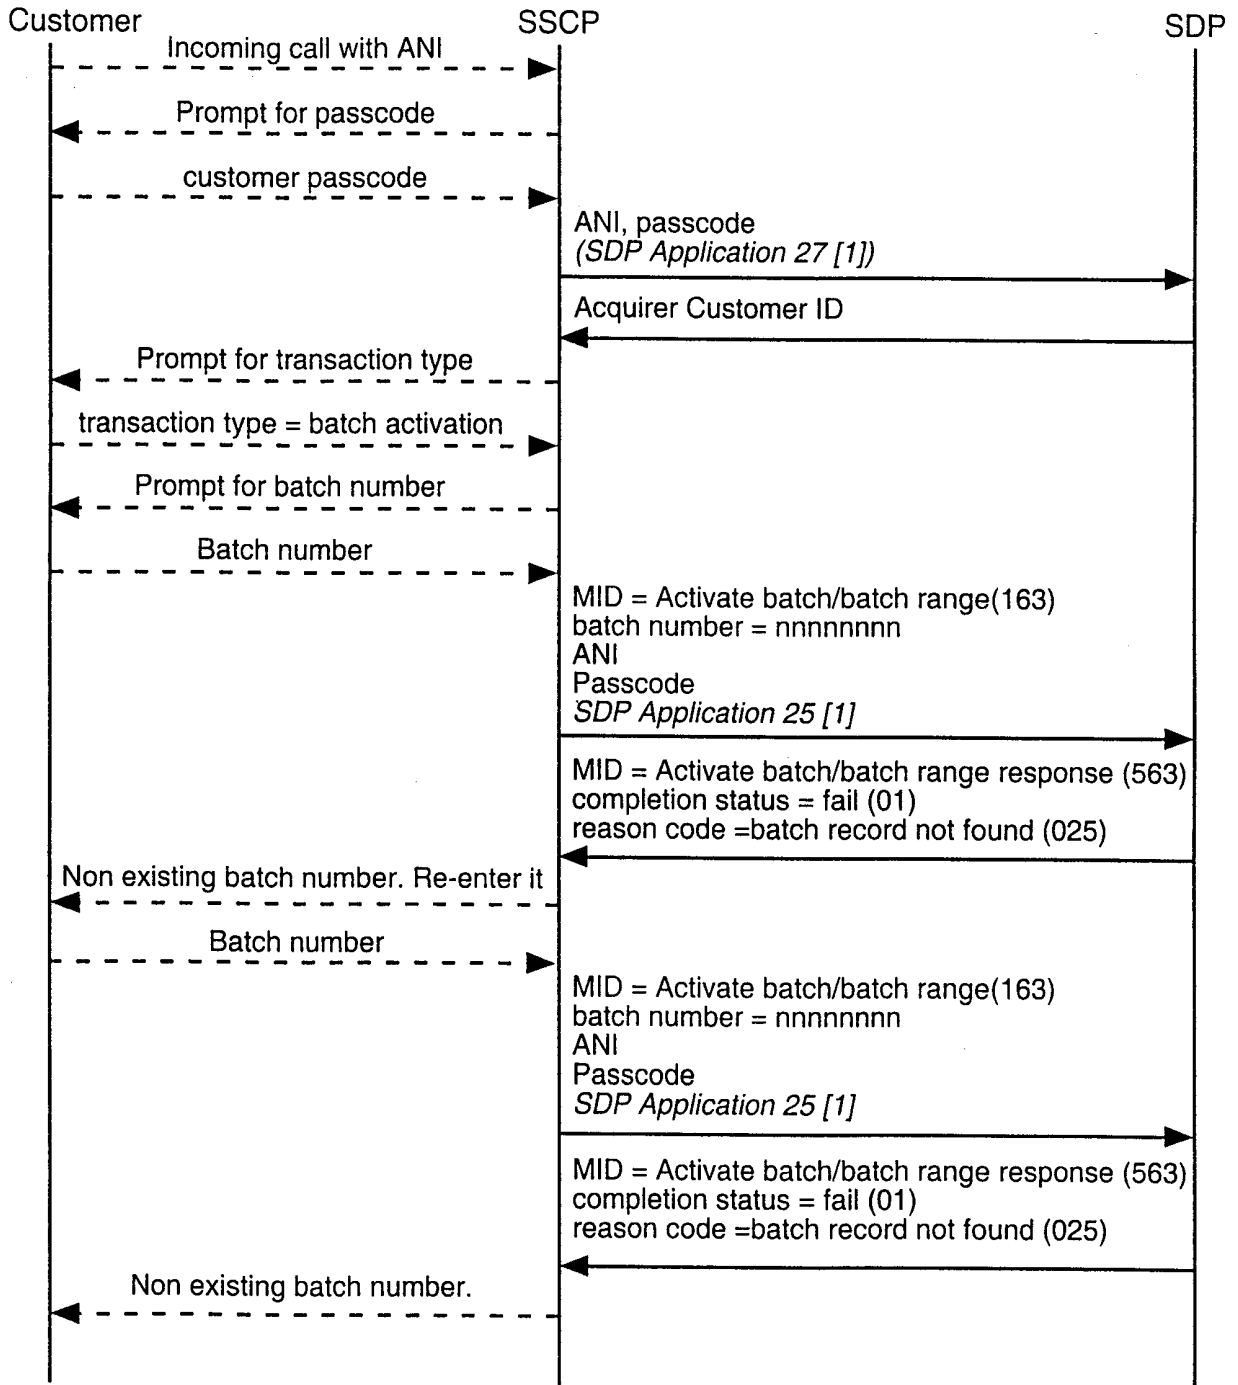 Customer
SSCP
SDP
Incoming call with ANI
Prompt for passcode
customer passcode
ANI, passcode
(SDP Application 27 [1])
Acquirer Customer ID
Prompt for transaction type
transaction type = batch activation
Prompt for batch number
Batch number
MID = Activate batch/batch range(163)
batch number = nnnnnnnn
ANI
Passcode
SDP Application 25 [1]
MID = Activate batch/batch range response (563)
completion status = fail (01)
reason code =batch record not found (025)
Non existing batch number. Re-enter it
Batch number
MID = Activate batch/batch range(163)
batch number = nnnnnnnn
ANI
Passcode
SDP Application 25 [1]
MID = Activate batch/batch range response (563)
completion status = fail (01)
reason code =batch record not found (025)
Non existing batch number.